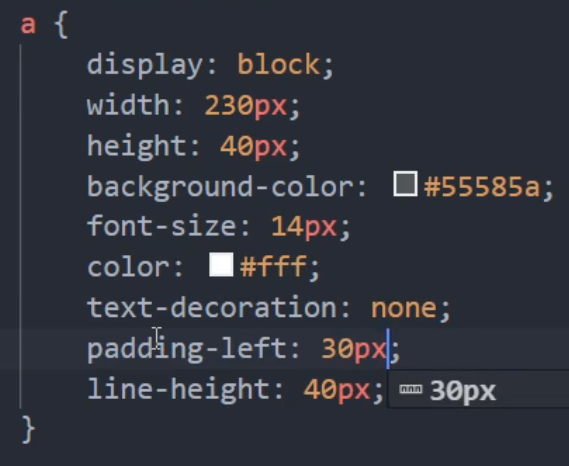 a {
display: block;
width: 230px;
height: 40px;
background-color: #55585a;
font-size: 14px;
color: #fff;
text-decoration: none;
padding-left: 30px;
line-height: 40px;
30px
}